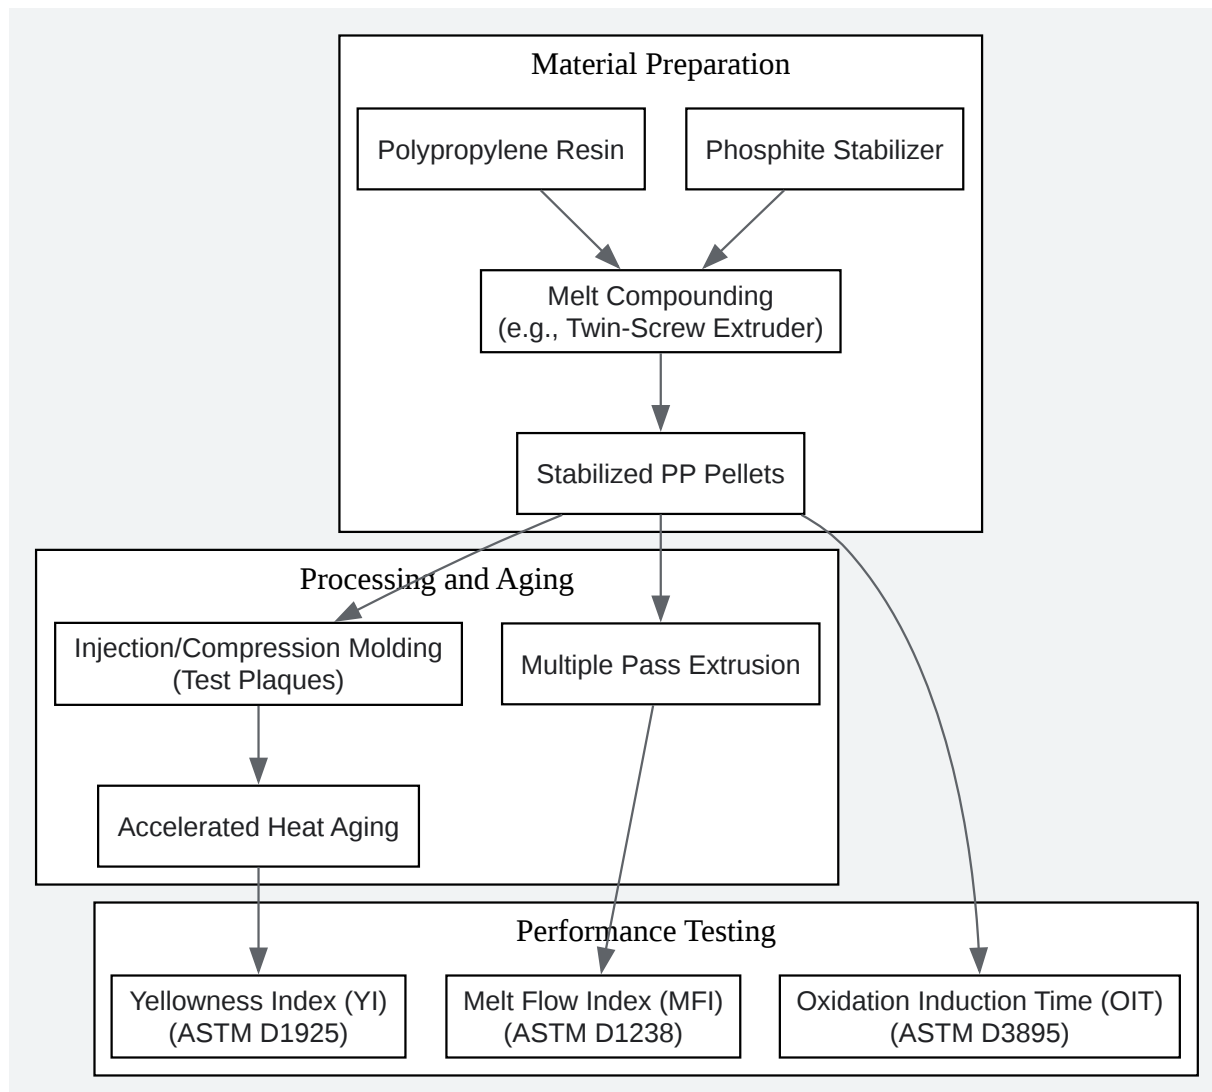 Material Preparation
Polypropylene Resin
Phosphite Stabilizer
Melt Compounding
(e.g., Twin-Screw Extruder)
Stabilized PP Pellets
Processing and Aging
Injection/Compression Molding
(Test Plaques)
Multiple Pass Extrusion
Accelerated Heat Aging
Performance Testing
Yellowness Index (YI)
(ASTM D1925)
Melt Flow Index (MFI)
(ASTM D1238)
Oxidation Induction Time (OIT)
(ASTM D3895)